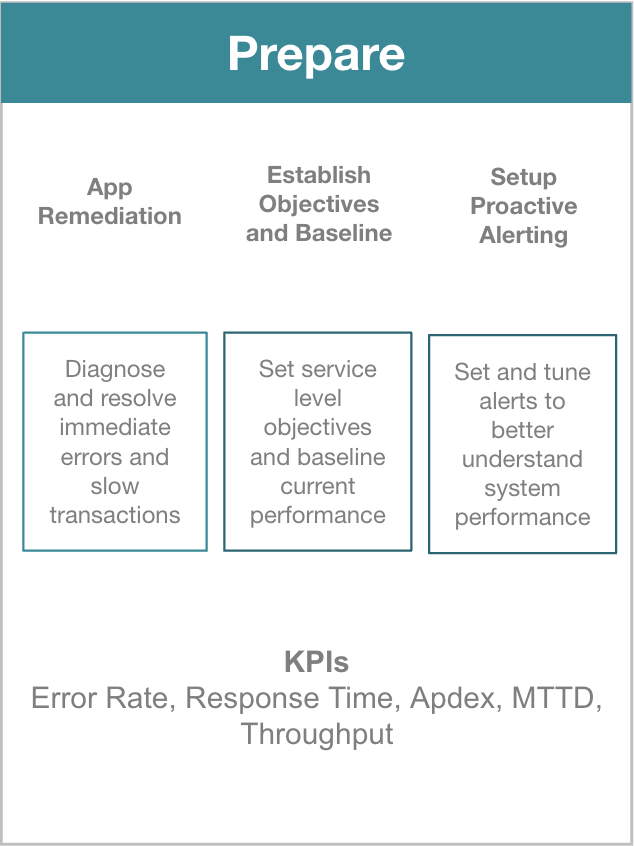 Prepare
App
Remediation
Establish
Objectives
and Baseline
Setup
Proactive
Alerting
Diagnose
and resolve
immediate
errors and
slow
transactions
Set service
level
objectives
and baseline
current
performance
Set and tune
alerts to
better
understand
system
performance
KPIs
Error Rate, Response Time, Apdex, MTTD,
Throughput